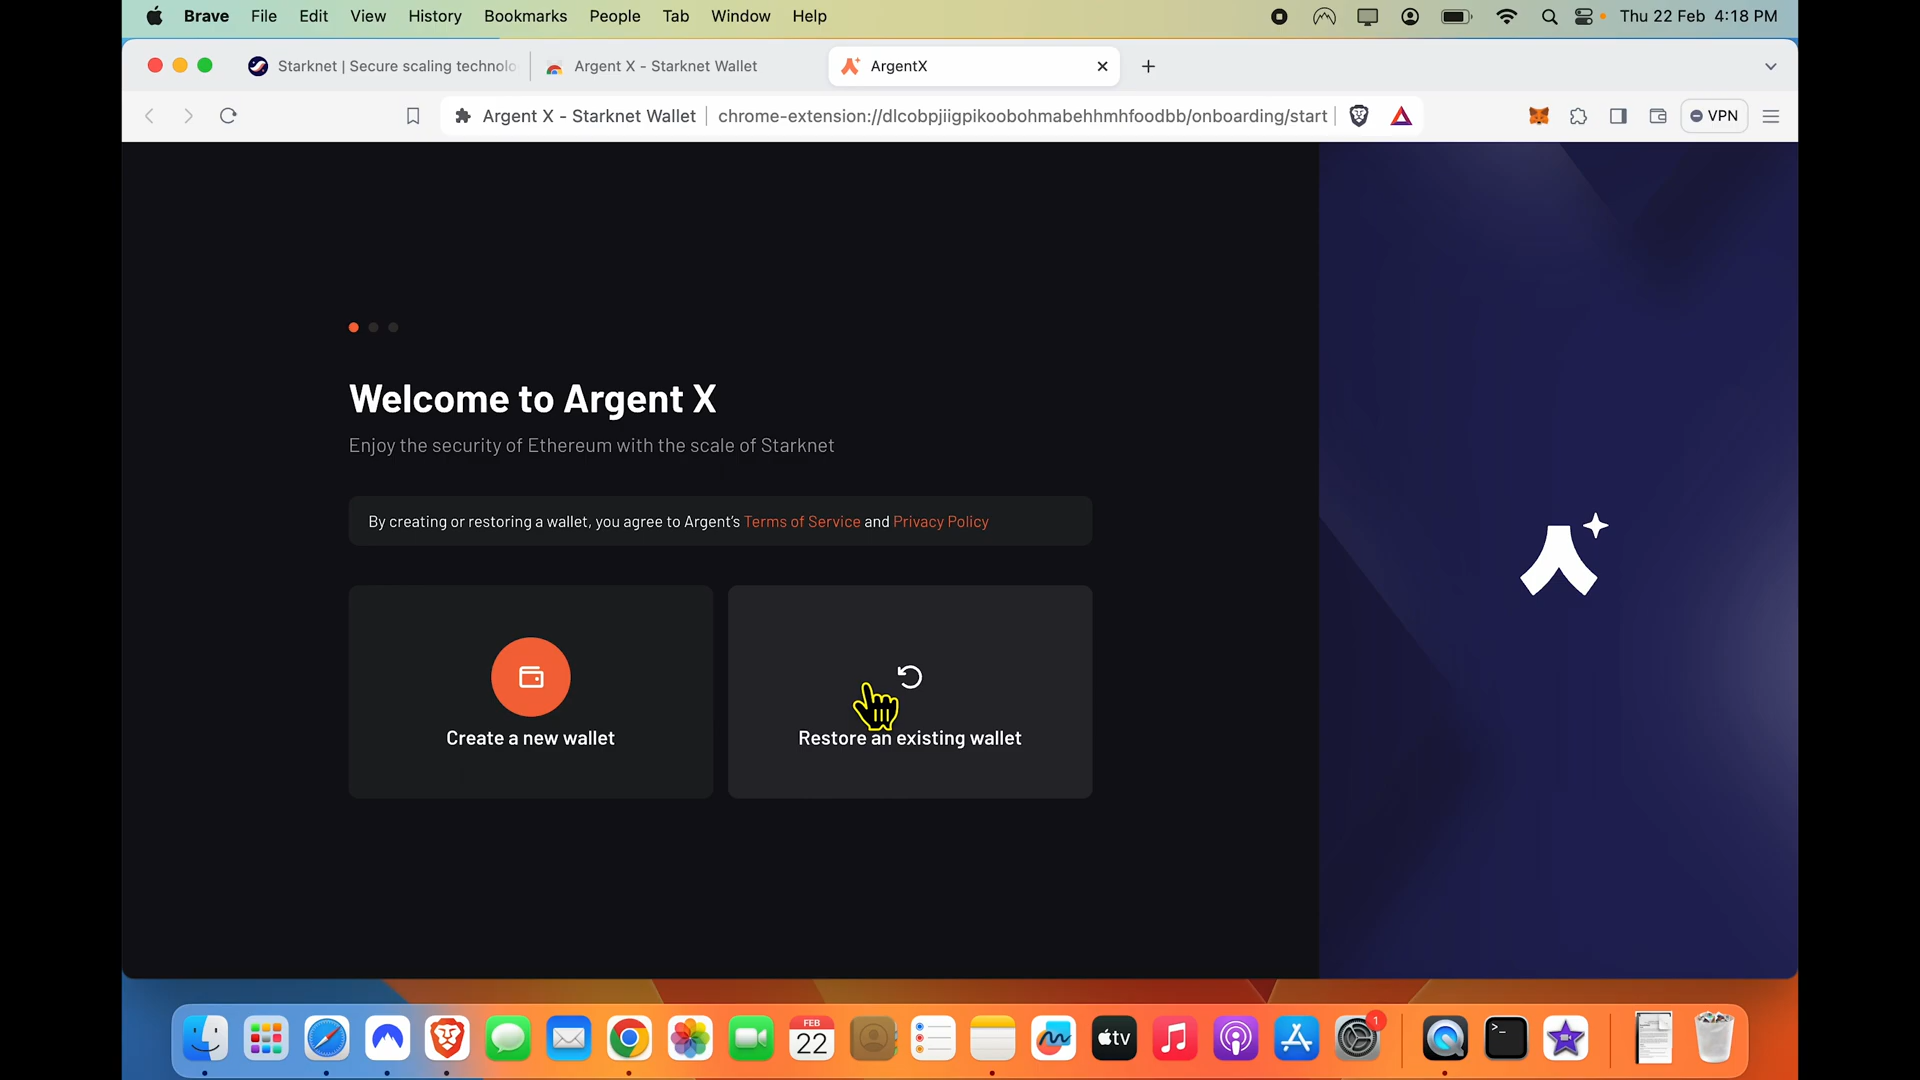 Brave File Edit View History Bookmarks People Tab Window Help Thu 22 Feb 4:18 PM
Starknet | Secure scaling technolo Argent X - Starknet Wallet ArgentX
Argent X - Starknet Wallet chrome-extension://dlcobpjiigpikoobohmabehhmhfoodbb/onboarding/start VPN
Welcome to Argent X
Enjoy the security of Ethereum with the scale of Starknet
By creating or restoring a wallet, you agree to Argent's Terms of Service and Privacy Policy
Create a new wallet Restore an existing wallet
FEB
22
tv
1